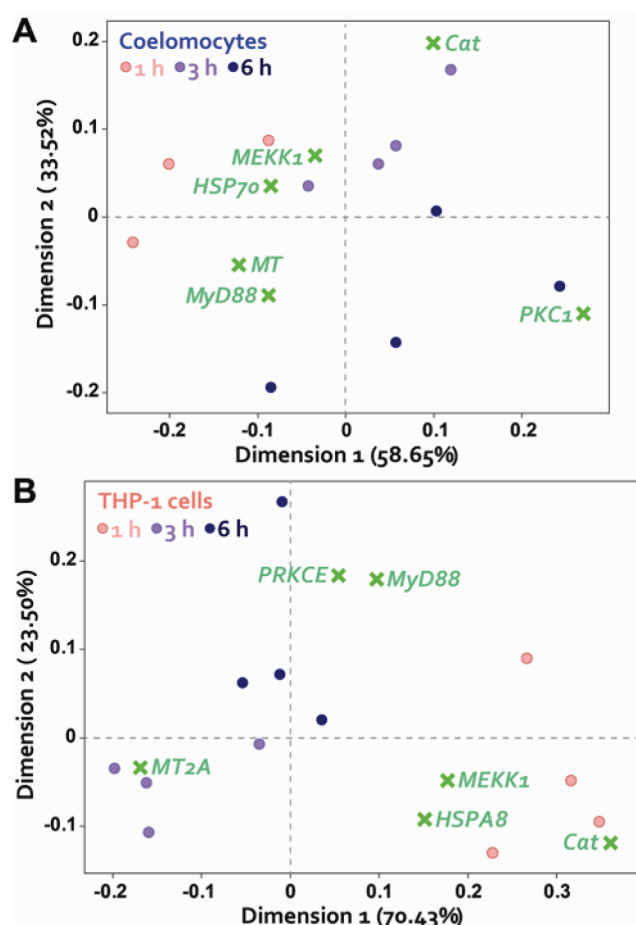 A
Coelomocytes
1 h 3 h 6 h
Cat
MEKK1
HSP70
MT
MyD88
PKC1
0.2
0.1
0
-0.1
-0.2
Dimension 2 (33.52%)
-0.2 -0.1 0 0.1 0.2
Dimension 1 (58.65%)
B
THP-1 cells
1 h 3 h 6 h
PRKCE MyD88
MT2A
MEKK1
HSPA8
Cat
0.2
0.1
0
-0.1
Dimension 2 (23.50%)
-0.2 -0.1 0 0.1 0.2 0.3
Dimension 1 (70.43%)